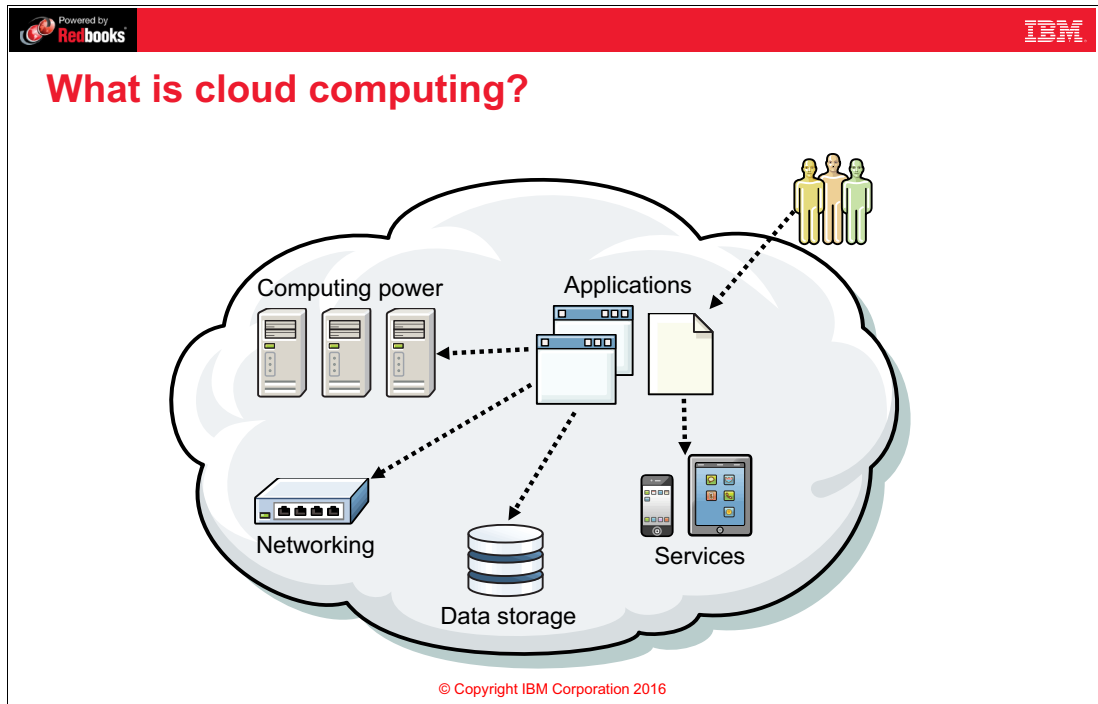 Powered by
Redbooks
IBM
What is cloud computing?
Computing power
Applications
Networking
Services
Data storage
© Copyright IBM Corporation 2016